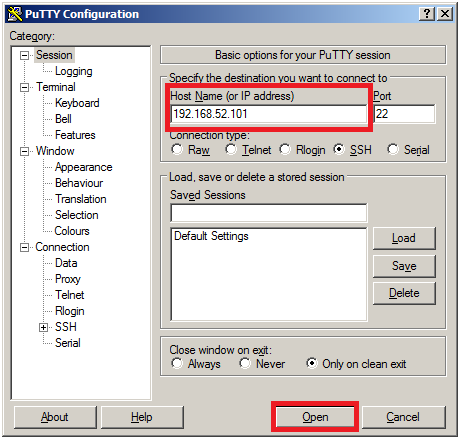 PuTTY Configuration
Category:
Session
Logging
Terminal
Keyboard
Bell
Features
Window
Appearance
Behaviour
Translation
Selection
Colours
Connection
Data
Proxy
Telnet
Rlogin
SSH
Serial
Basic options for your PuTTY session
Specify the destination you want to connect to
Host Name (or IP address) Port
192.168.52.101 22
Connection type:
Raw Telnet Rlogin SSH Serial
Load, save or delete a stored session
Saved Sessions
Default Settings
Load
Save
Delete
Close window on exit:
Always Never Only on clean exit
About Help Open Cancel